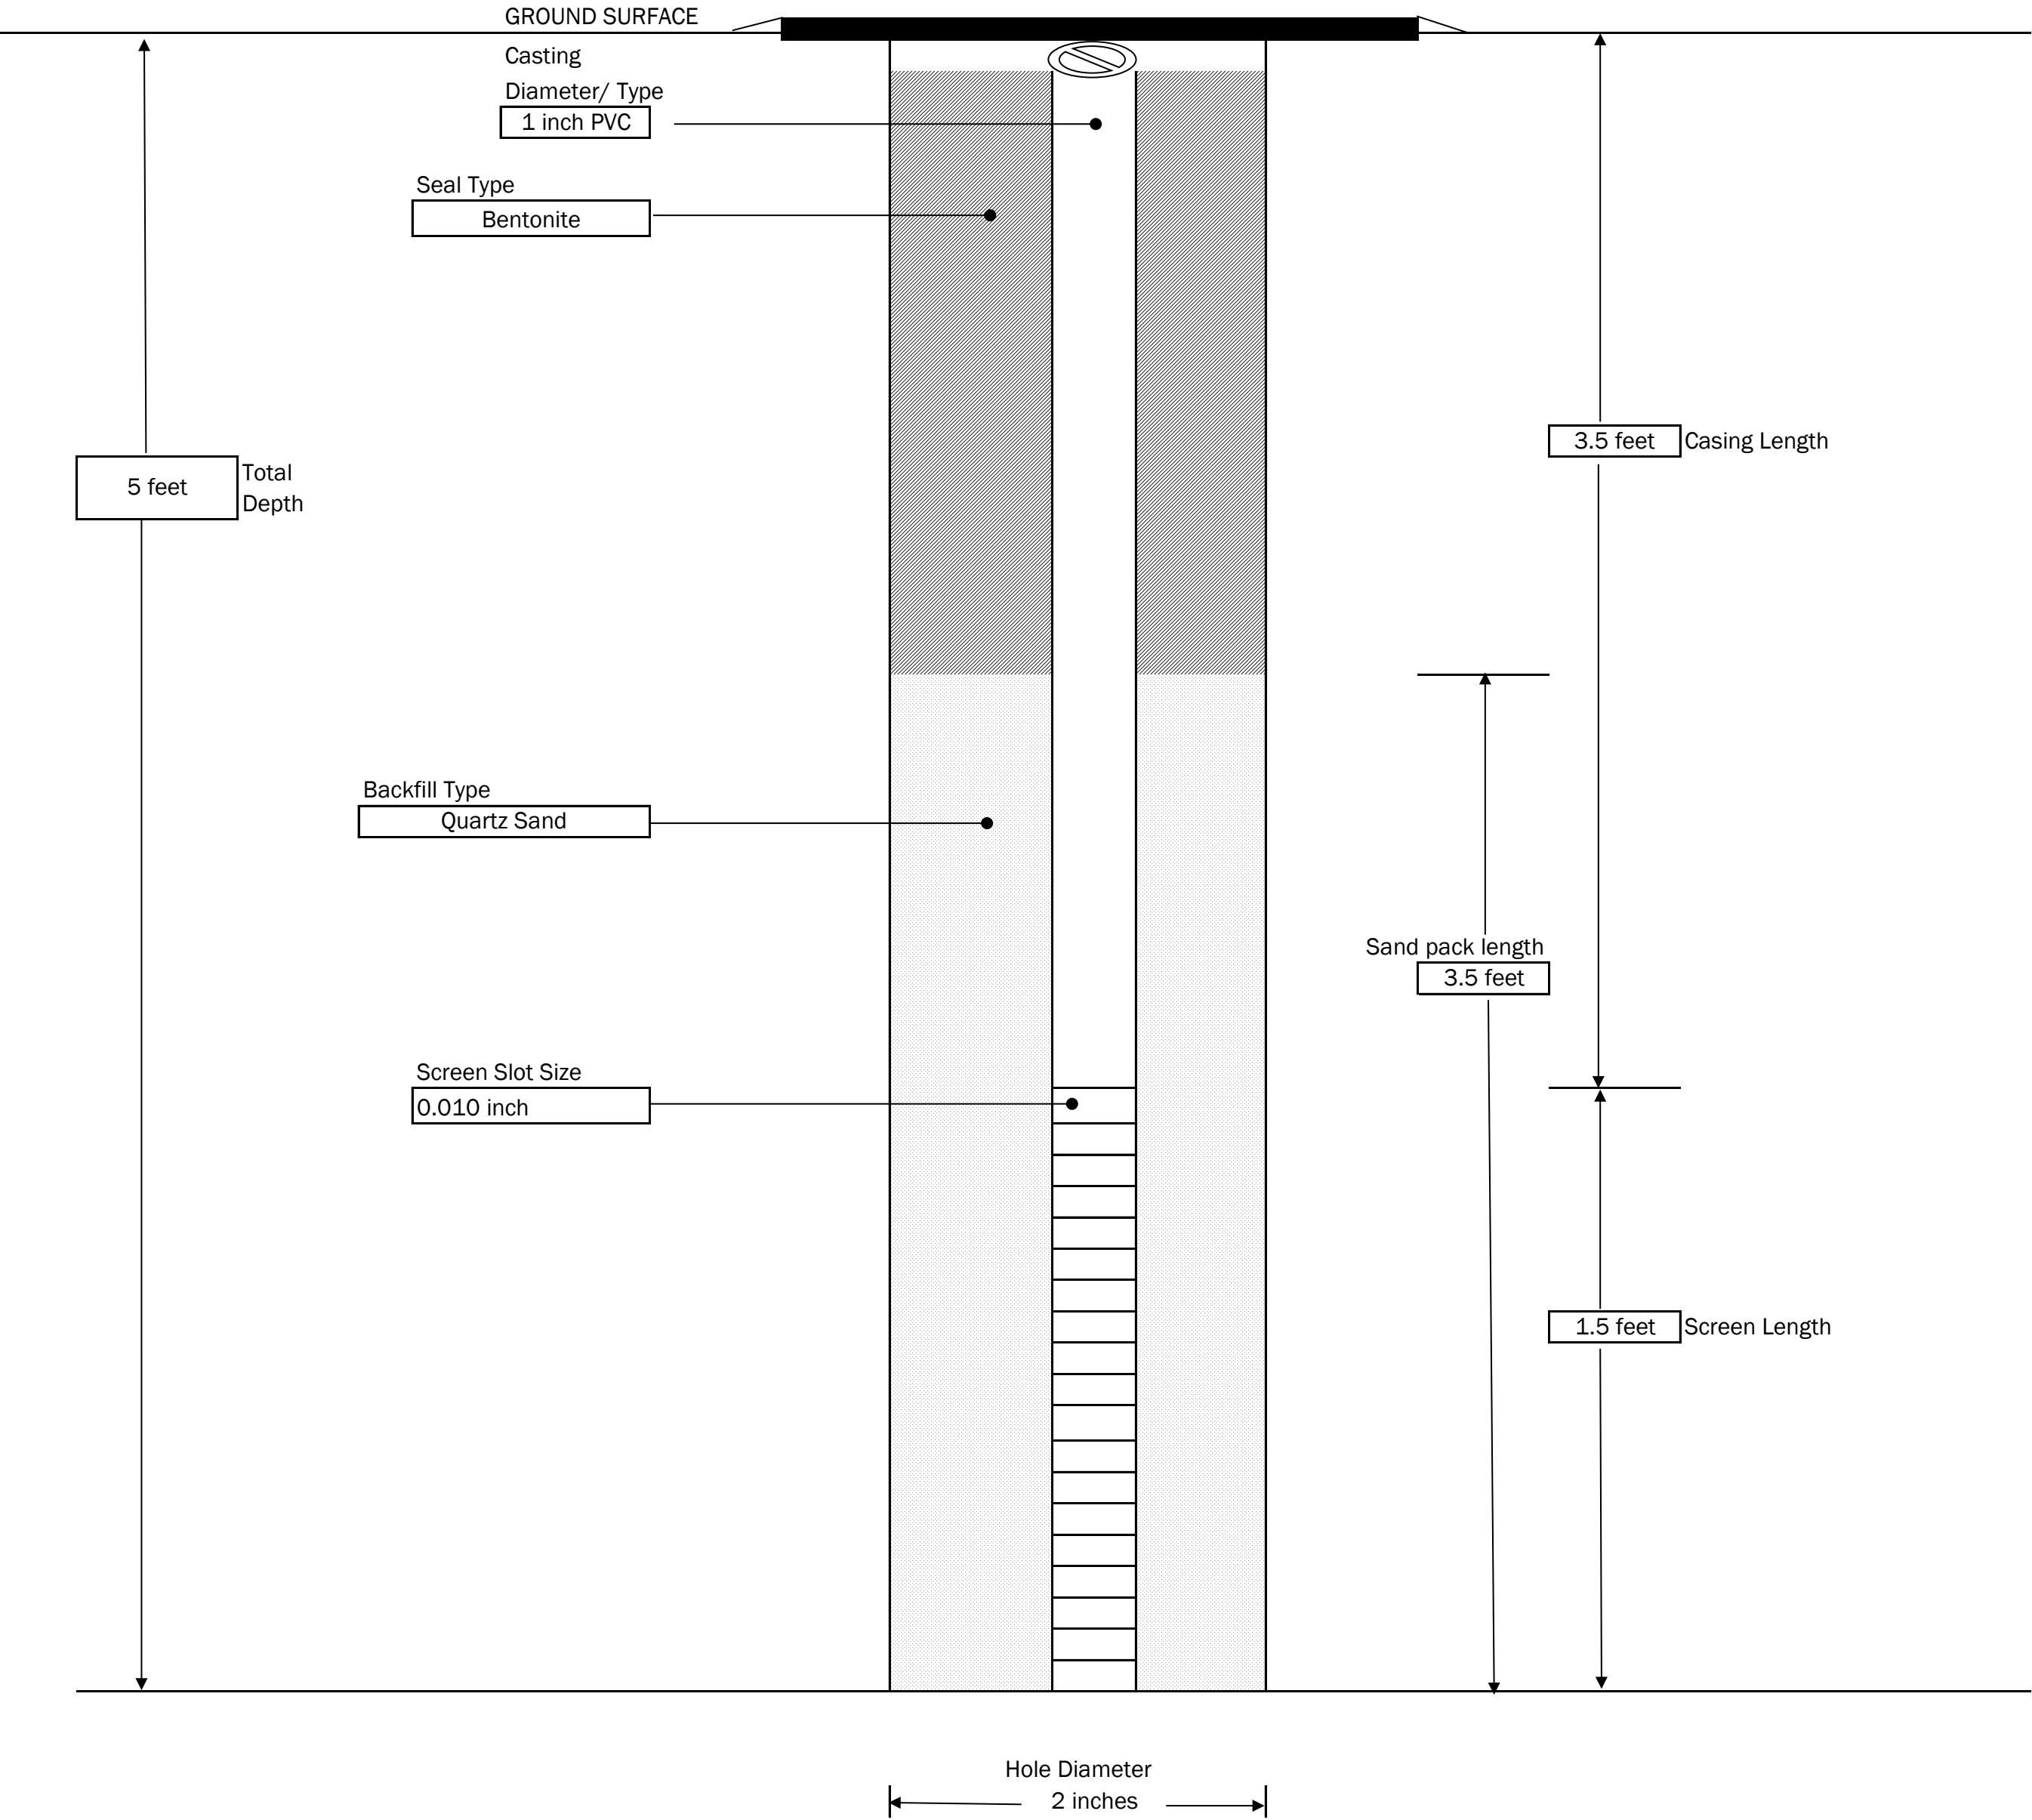 GROUND SURFACE
Casting
Diameter/ Type
1 inch PVC
Seal Type
Bentonite
3.5 feet Casing Length
5 feet
Total
Depth
Backfill Type
Quartz Sand
Sand pack length
3.5 feet
Screen Slot Size
0.010 inch
1.5 feet Screen Length
Hole Diameter
2 inches